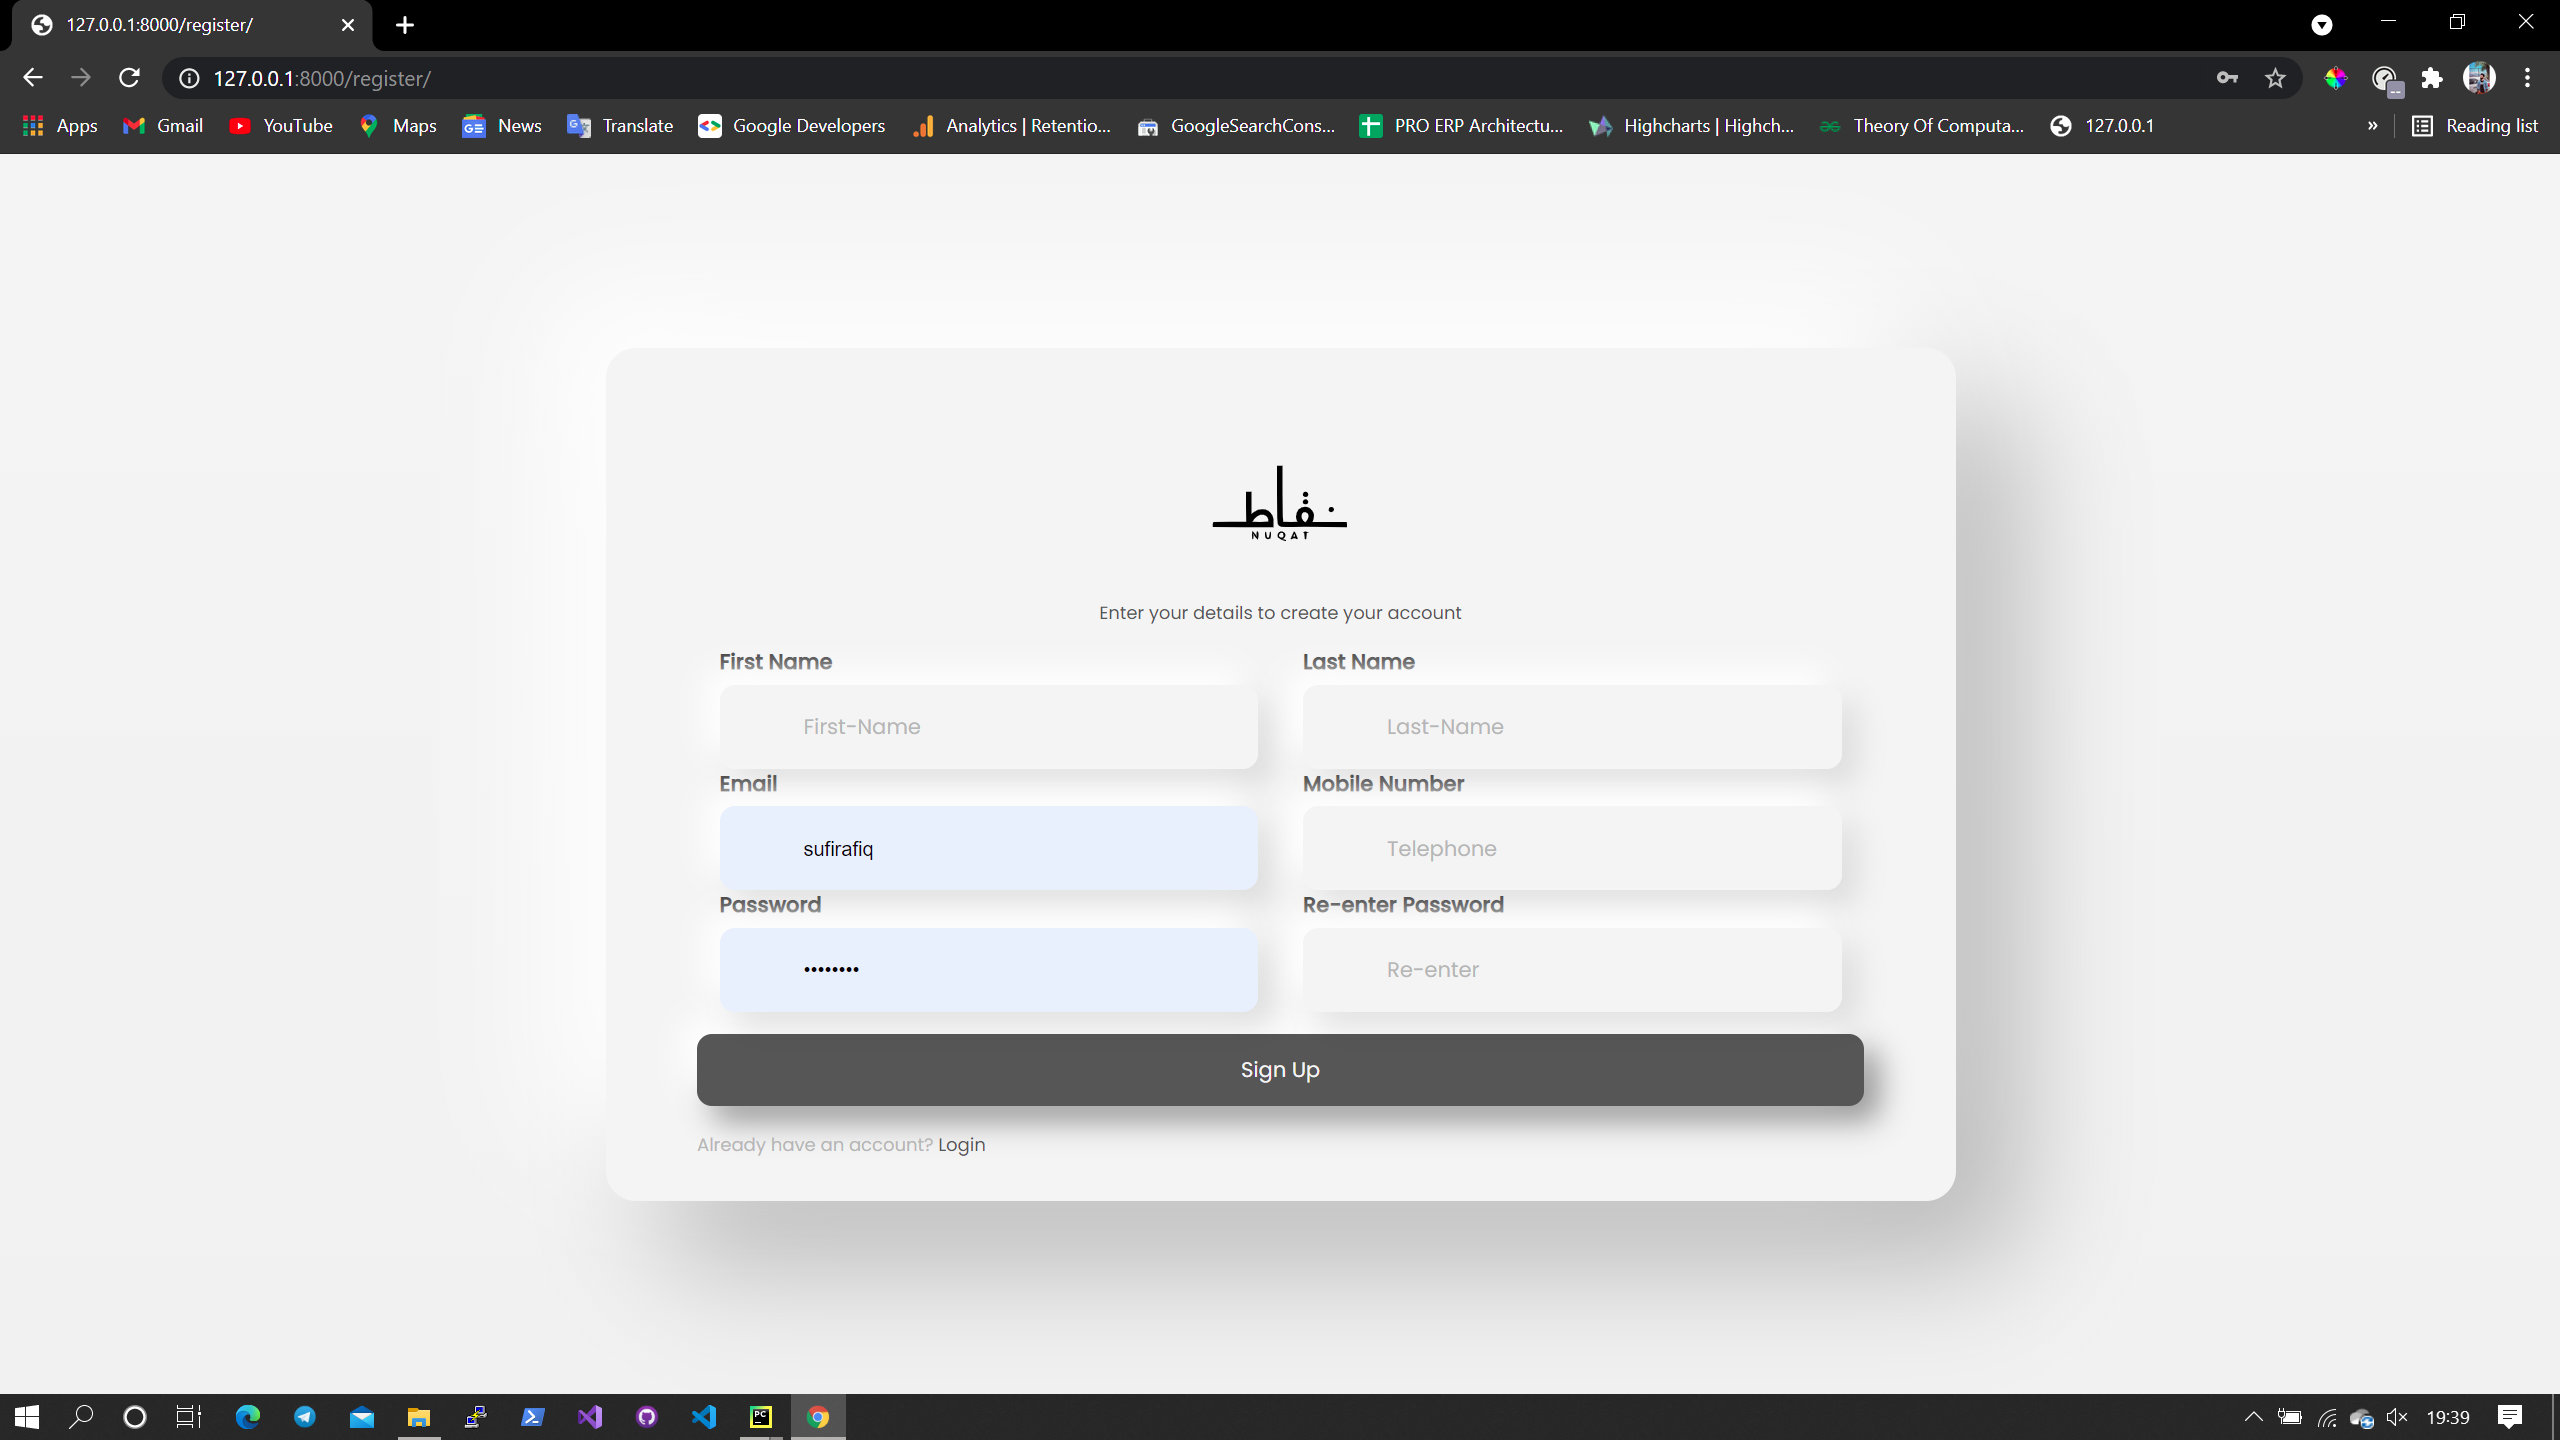 127.0.0.1:8000/register/
127.0.0.1:8000/register/
Apps Gmail YouTube Maps News Translate Google Developers Analytics | Retentio... GoogleSearchCons... PRO ERP Architectu... Highcharts | Highch... Theory Of Computa... 127.0.0.1 » Reading list
نقاط
NUQAT
Enter your details to create your account
First Name Last Name
First-Name Last-Name
Email Mobile Number
sufirafiq Telephone
Password Re-enter Password
•••••••• Re-enter
Sign Up
Already have an account? Login
PC 19:39